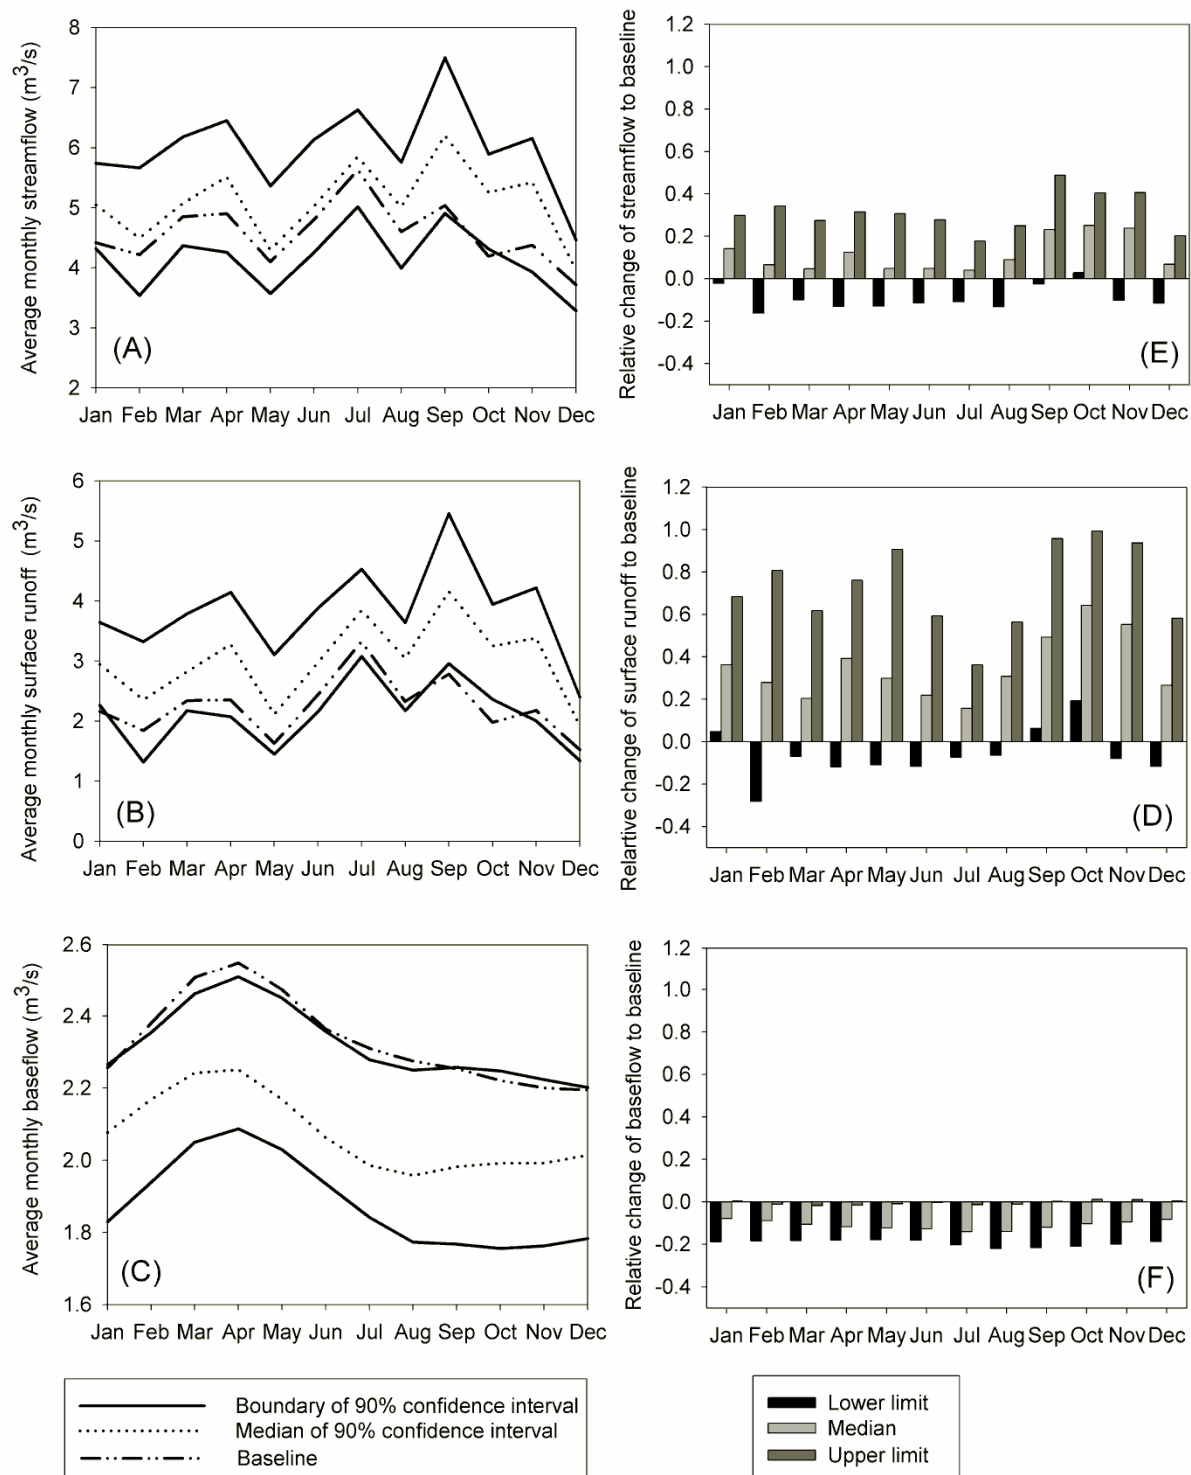 Average monthly streamflow (m3/s)
8
7
6
5
4
3
2
(A)
Jan Feb Mar Apr May Jun Jul Aug Sep Oct Nov Dec
Relative change of streamflow to baseline
1.2
1.0
0.8
0.6
0.4
0.2
0.0
-0.2
-0.4
(E)
Jan Feb Mar Apr May Jun Jul Aug Sep Oct Nov Dec
Average monthly surface runoff (m3/s)
6
5
4
3
2
1
0
(B)
Jan Feb Mar Apr May Jun Jul Aug Sep Oct Nov Dec
Relartive change of surface runoff to baseline
1.2
1.0
0.8
0.6
0.4
0.2
0.0
-0.2
-0.4
(D)
Jan Feb Mar Apr May Jun Jul Aug Sep Oct Nov Dec
Average monthly baseflow (m3/s)
2.6
2.4
2.2
2.0
1.8
1.6
(C)
Jan Feb Mar Apr May Jun Jul Aug Sep Oct Nov Dec
Relative change of baseflow to baseline
1.2
1.0
0.8
0.6
0.4
0.2
0.0
-0.2
-0.4
(F)
Jan Feb Mar Apr May Jun Jul Aug Sep Oct Nov Dec
Boundary of 90% confidence interval
Median of 90% confidence interval
Baseline
Lower limit
Median
Upper limit